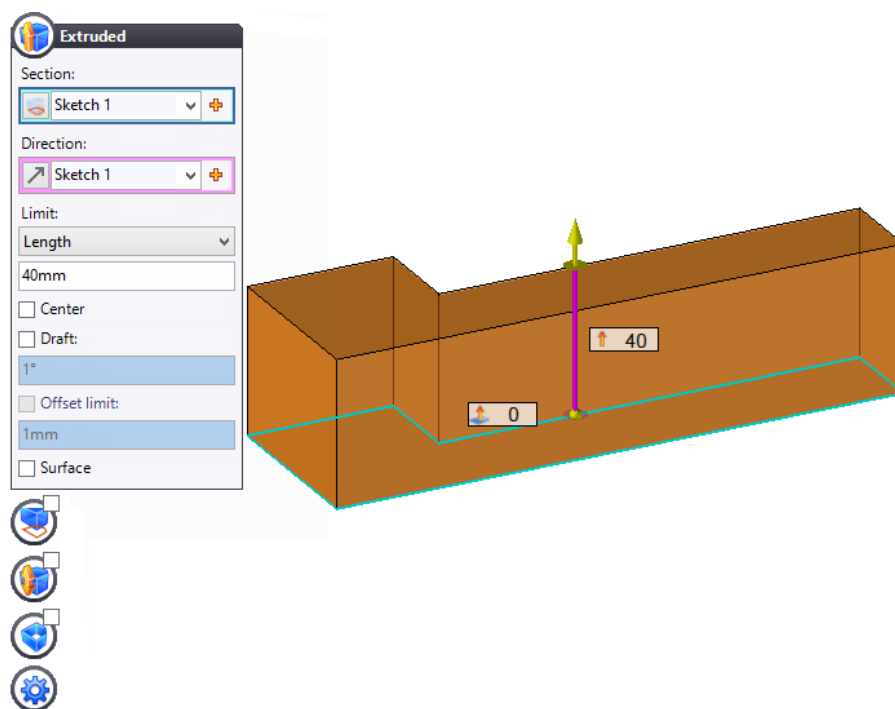 Extruded
Section:
Sketch 1
Direction:
Sketch 1
Limit:
Length
40mm
Center
Draft:
1°
Offset limit:
1mm
Surface
40
0